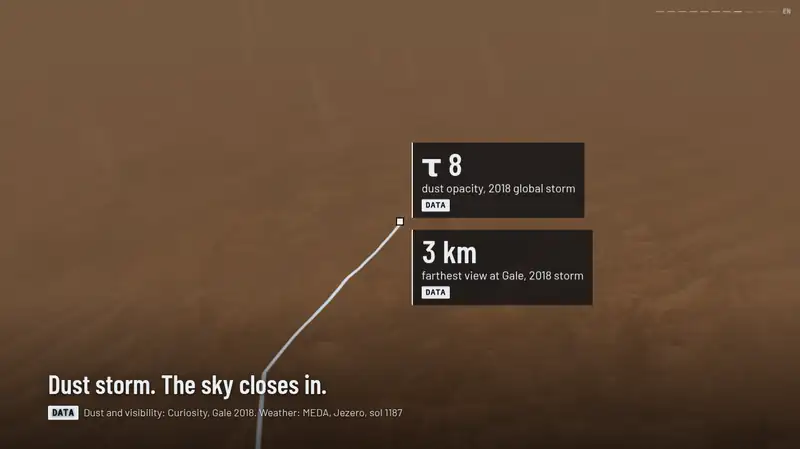 EN
τ 8
dust opacity, 2018 global storm
DATA
3 km
farthest view at Gale, 2018 storm
DATA
Dust storm. The sky closes in.
DATA Dust and visibility: Curiosity, Gale 2018. Weather: MEDA, Jezero, sol 1187